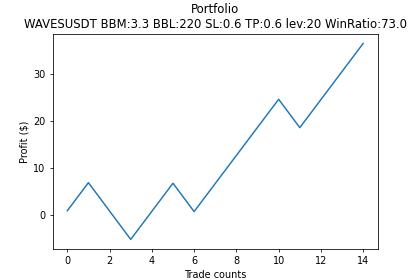 Portfolio
WAVESUSDT BBM:3.3 BBL:220 SL:0.6 TP:0.6 lev:20 WinRatio:73.0
30
20
10
0
Profit ($)
0 2 4 6 8 10 12 14
Trade counts